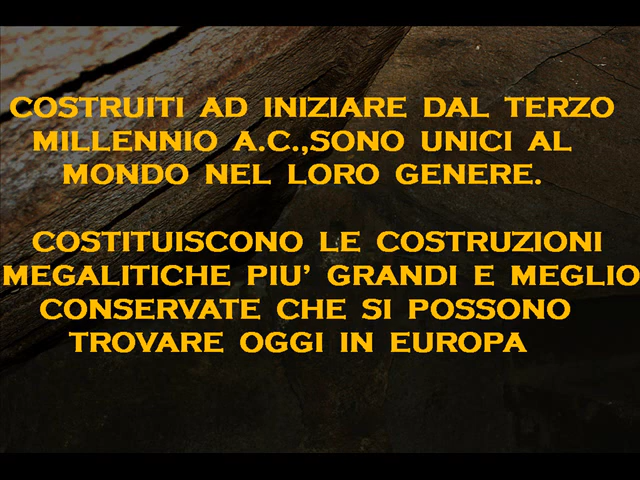 COSTRUITI AD INIZIARE DAL TERZO
MILLENNIO A.C.,SONO UNICI AL
MONDO NEL LORO GENERE.
COSTITUISCONO LE COSTRUZIONI
MEGALITICHE PIU' GRANDI E MEGLIO
CONSERVATE CHE SI POSSONO
TROVARE OGGI IN EUROPA